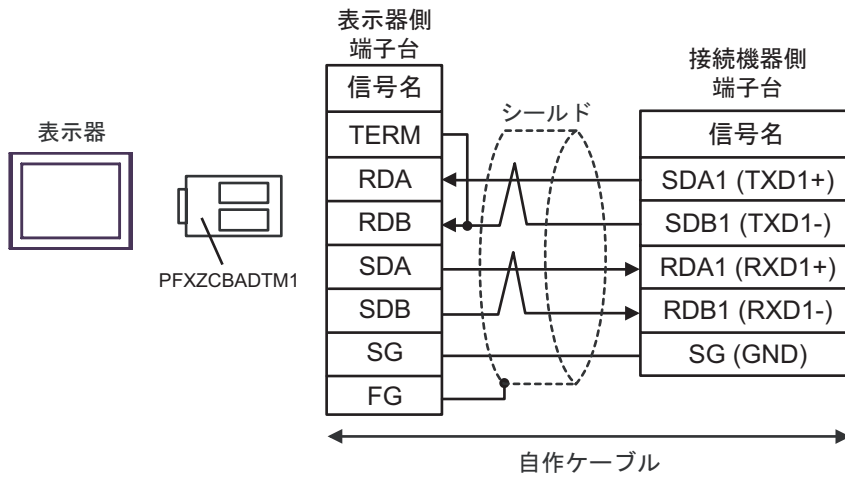 表示器
PFXZCBADTM1
表示器側
端子台
信号名
TERM
RDA
RDB
SDA
SDB
SG
FG
シールド
接続機器側
端子台
信号名
SDA1 (TXD1+)
SDB1 (TXD1-)
RDA1 (RXD1+)
RDB1 (RXD1-)
SG (GND)
自作ケーブル